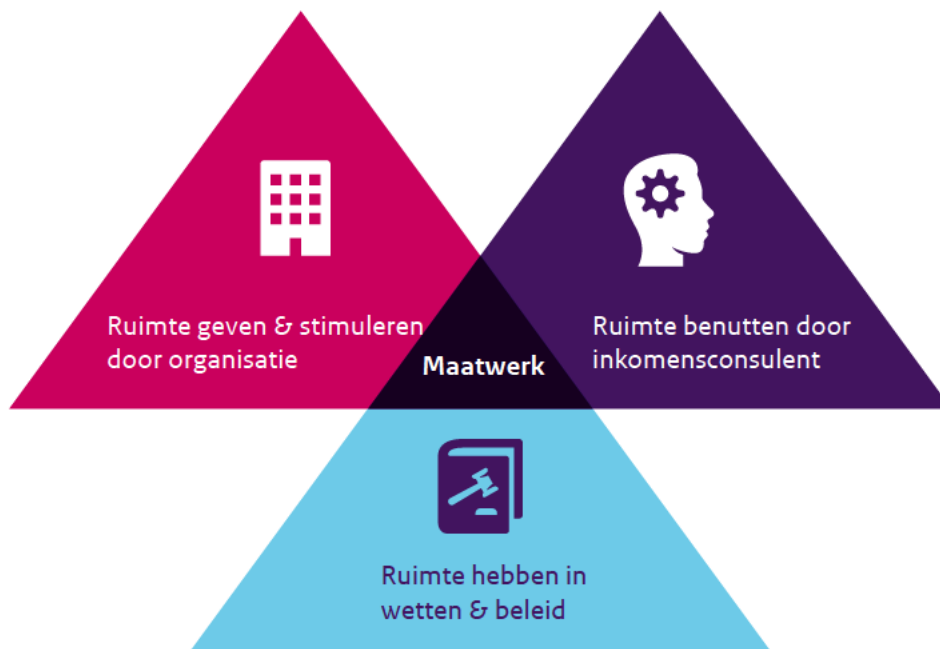 Ruimte geven & stimuleren
door organisatie
Ruimte benutten door
inkomensconsulent
Maatwerk
Ruimte hebben in
wetten & beleid